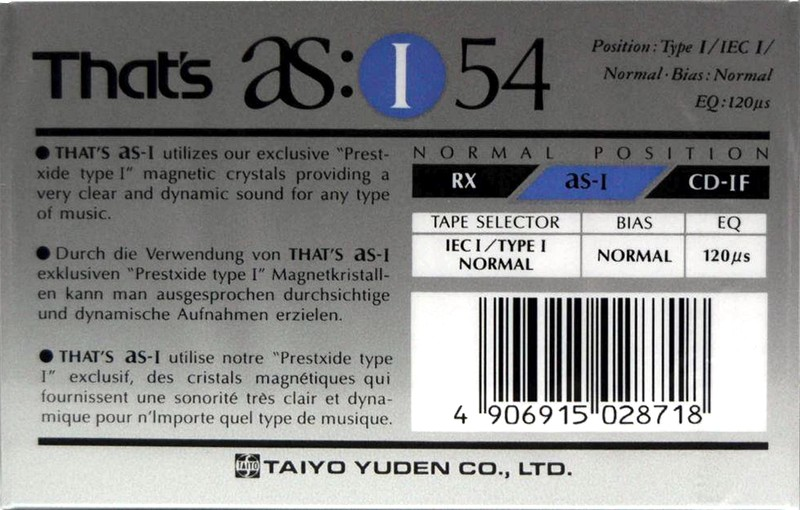 That's as:I 54
Position: Type I/IEC I/
Normal · Bias: Normal
EQ: 120μs
● THAT'S as-I utilizes our exclusive "Prest-
xide type I" magnetic crystals providing a
very clear and dynamic sound for any type
of music.
● Durch die Verwendung von THAT'S as-I
exklusiven "Prestxide type I" Magnetkristall-
en kann man ausgesprochen durchsichtige
und dynamische Aufnahmen erzielen.
● THAT'S as-I utilise notre "Prestxide type
I" exclusif, des cristals magnétiques qui
fournissent une sonorité très clair et dyna-
mique pour n'Importe quel type de musique.
NORMAL POSITION
RX as-I CD-IF
TAPE SELECTOR BIAS EQ
IEC I/TYPE I
NORMAL NORMAL 120μs
4 906915 028718
TAIYO TAIYO YUDEN CO., LTD.